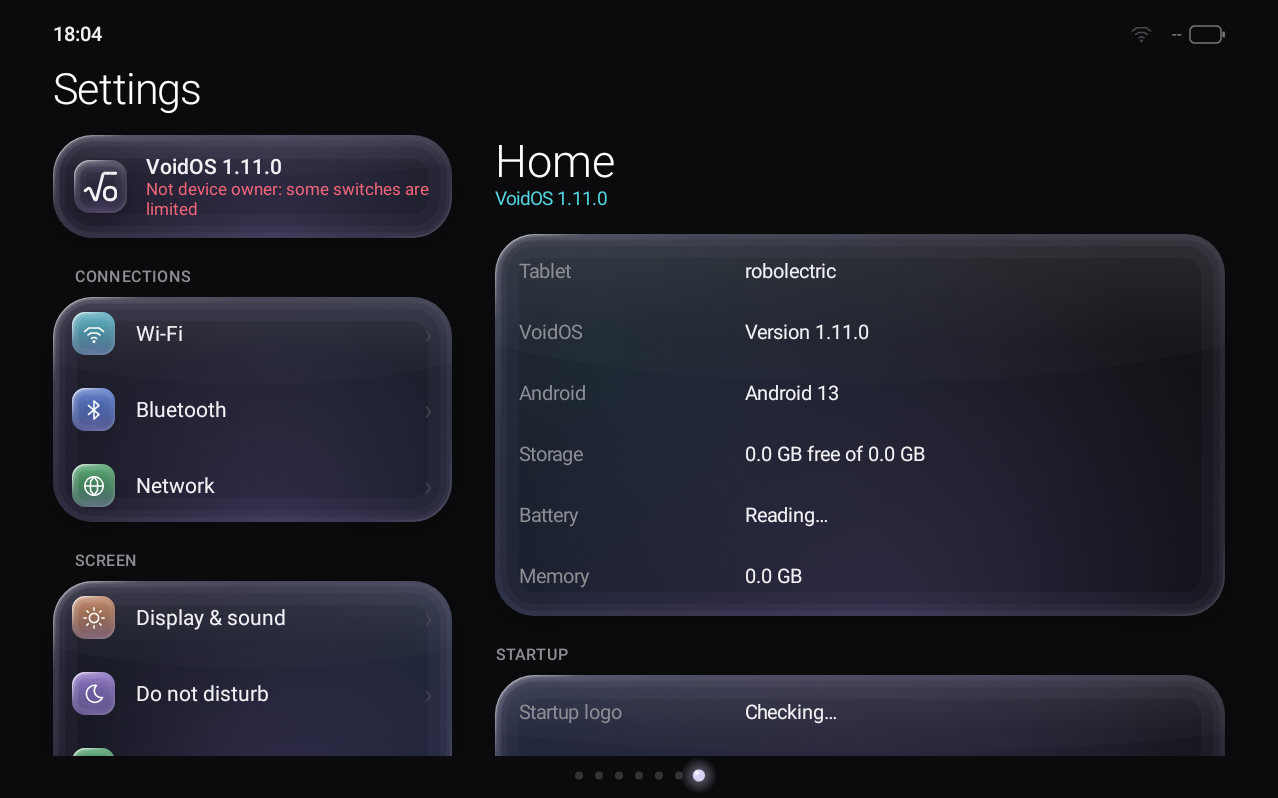 18:04
--
Settings
VoidOS 1.11.0
Not device owner: some switches are
limited
CONNECTIONS
Wi-Fi
Bluetooth
Network
SCREEN
Display & sound
Do not disturb
Home
VoidOS 1.11.0
Tablet robolectric
VoidOS Version 1.11.0
Android Android 13
Storage 0.0 GB free of 0.0 GB
Battery Reading…
Memory 0.0 GB
STARTUP
Startup logo Checking…